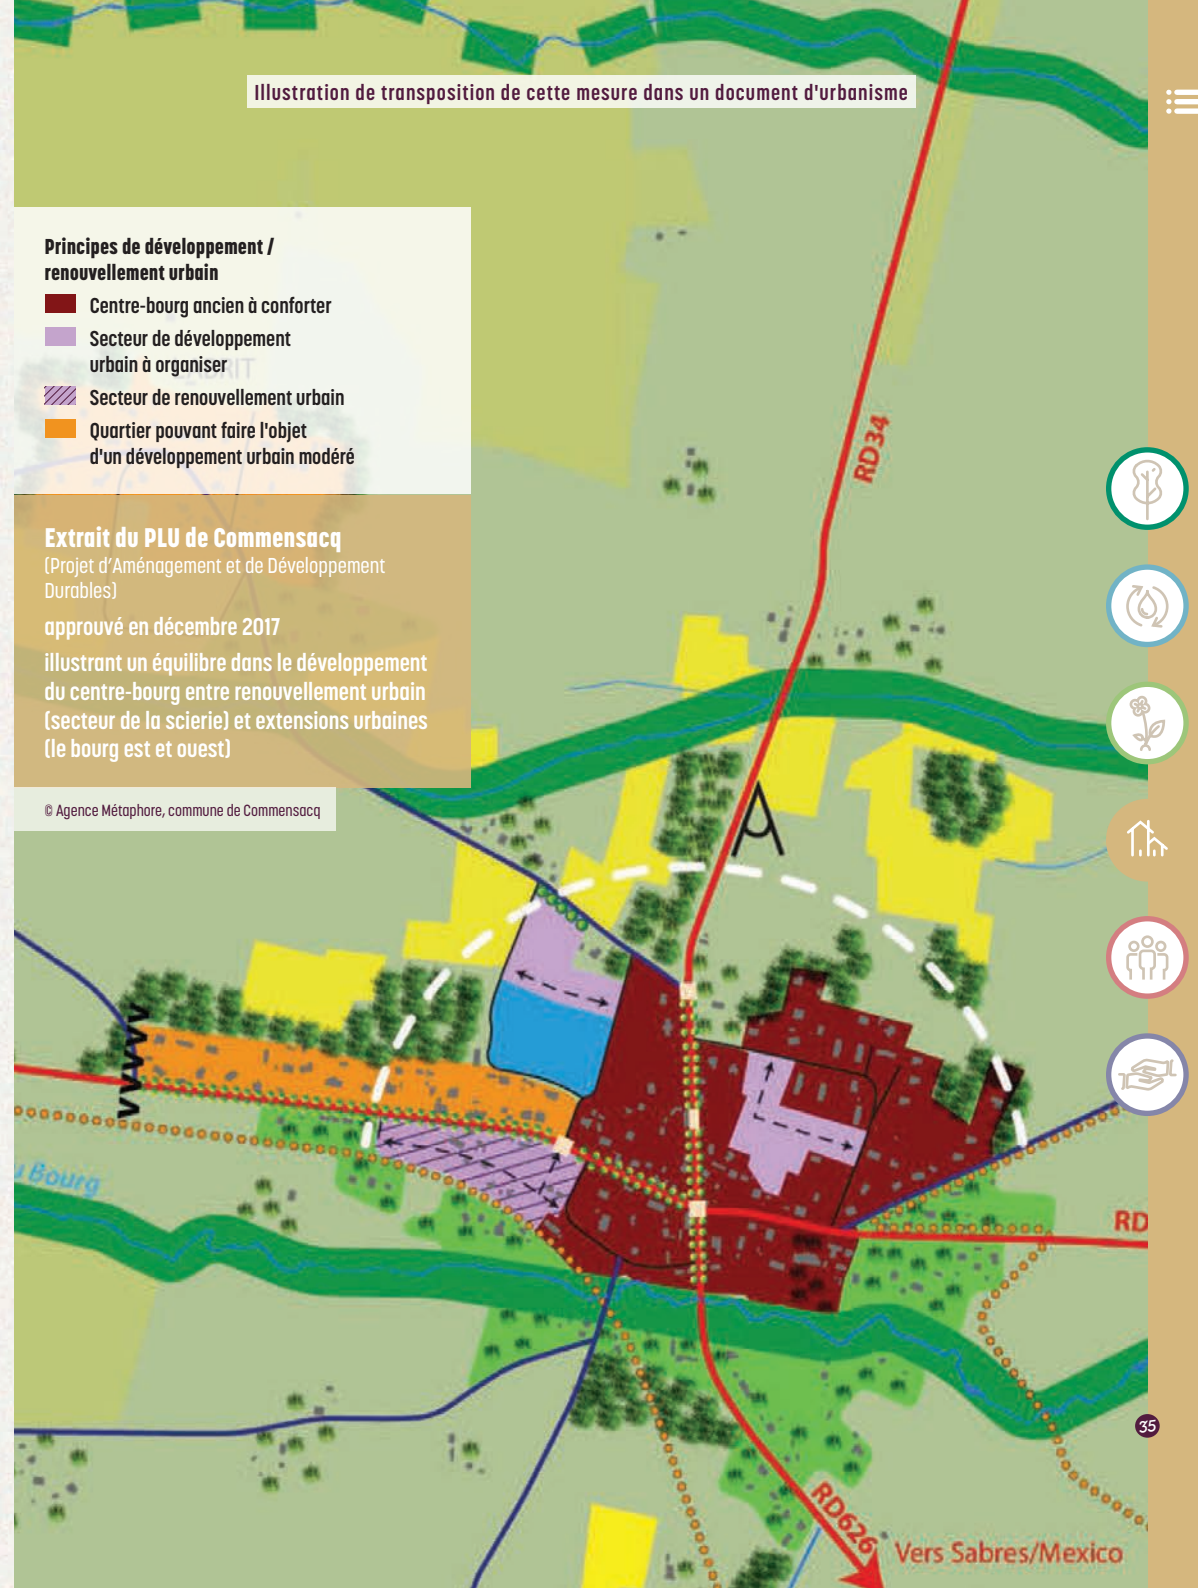 Illustration de transposition de cette mesure dans un document d'urbanisme
Principes de développement /
renouvellement urbain
Centre-bourg ancien à conforter
Secteur de développement
urbain à organiser
Secteur de renouvellement urbain
Quartier pouvant faire l'objet
d'un développement urbain modéré
Extrait du PLU de Commensacq
(Projet d'Aménagement et de Développement
Durables)
approuvé en décembre 2017
illustrant un équilibre dans le développement
du centre-bourg entre renouvellement urbain
(secteur de la scierie) et extensions urbaines
(le bourg est et ouest)
© Agence Métaphore, commune de Commensacq
RD34
u Bourg
RD
RD626
Vers Sabres/Mexico
35